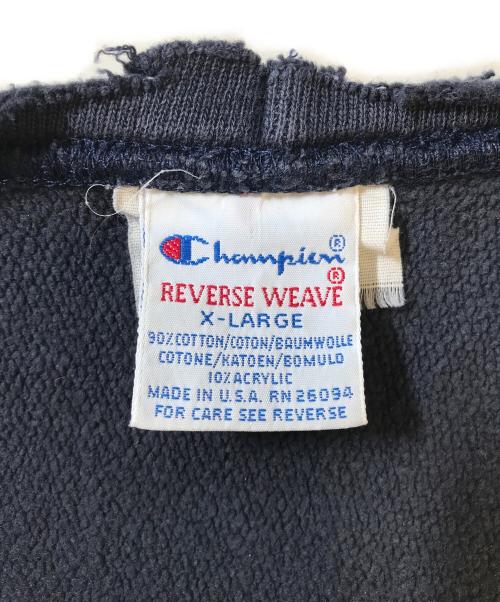 Champion®
REVERSE WEAVE®
X-LARGE
90% COTTON/COTON/BAUMWOLLE
COTONE/KATOEN/BOMULD
10% ACRYLIC
MADE IN U.S.A. RN 26094
FOR CARE SEE REVERSE